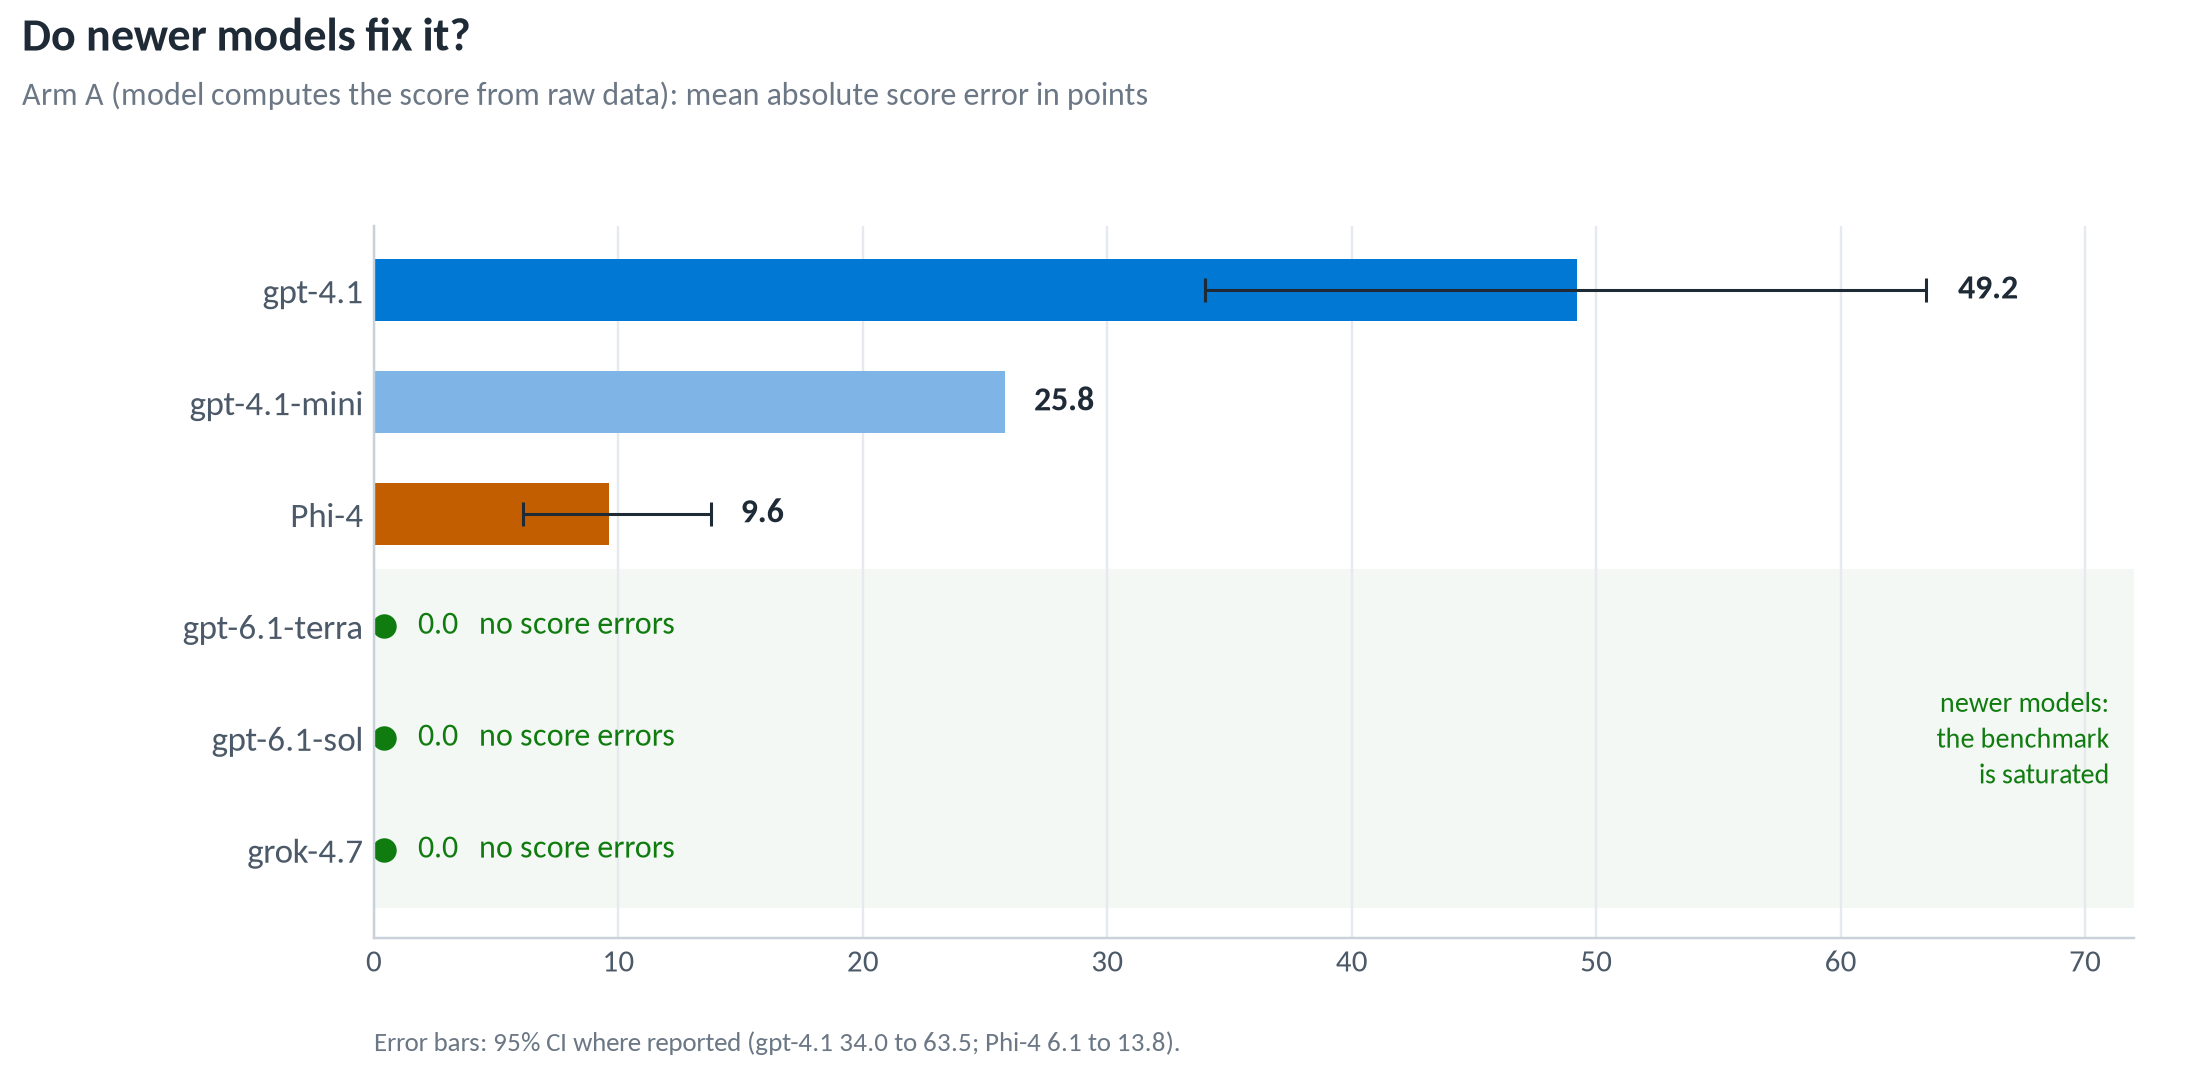 Do newer models fix it?
Arm A (model computes the score from raw data): mean absolute score error in points
gpt-4.1
49.2
gpt-4.1-mini
25.8
Phi-4
9.6
gpt-6.1-terra
0.0 no score errors
gpt-6.1-sol
0.0 no score errors
grok-4.7
0.0 no score errors
newer models:
the benchmark
is saturated
0 10 20 30 40 50 60 70
Error bars: 95% CI where reported (gpt-4.1 34.0 to 63.5; Phi-4 6.1 to 13.8).